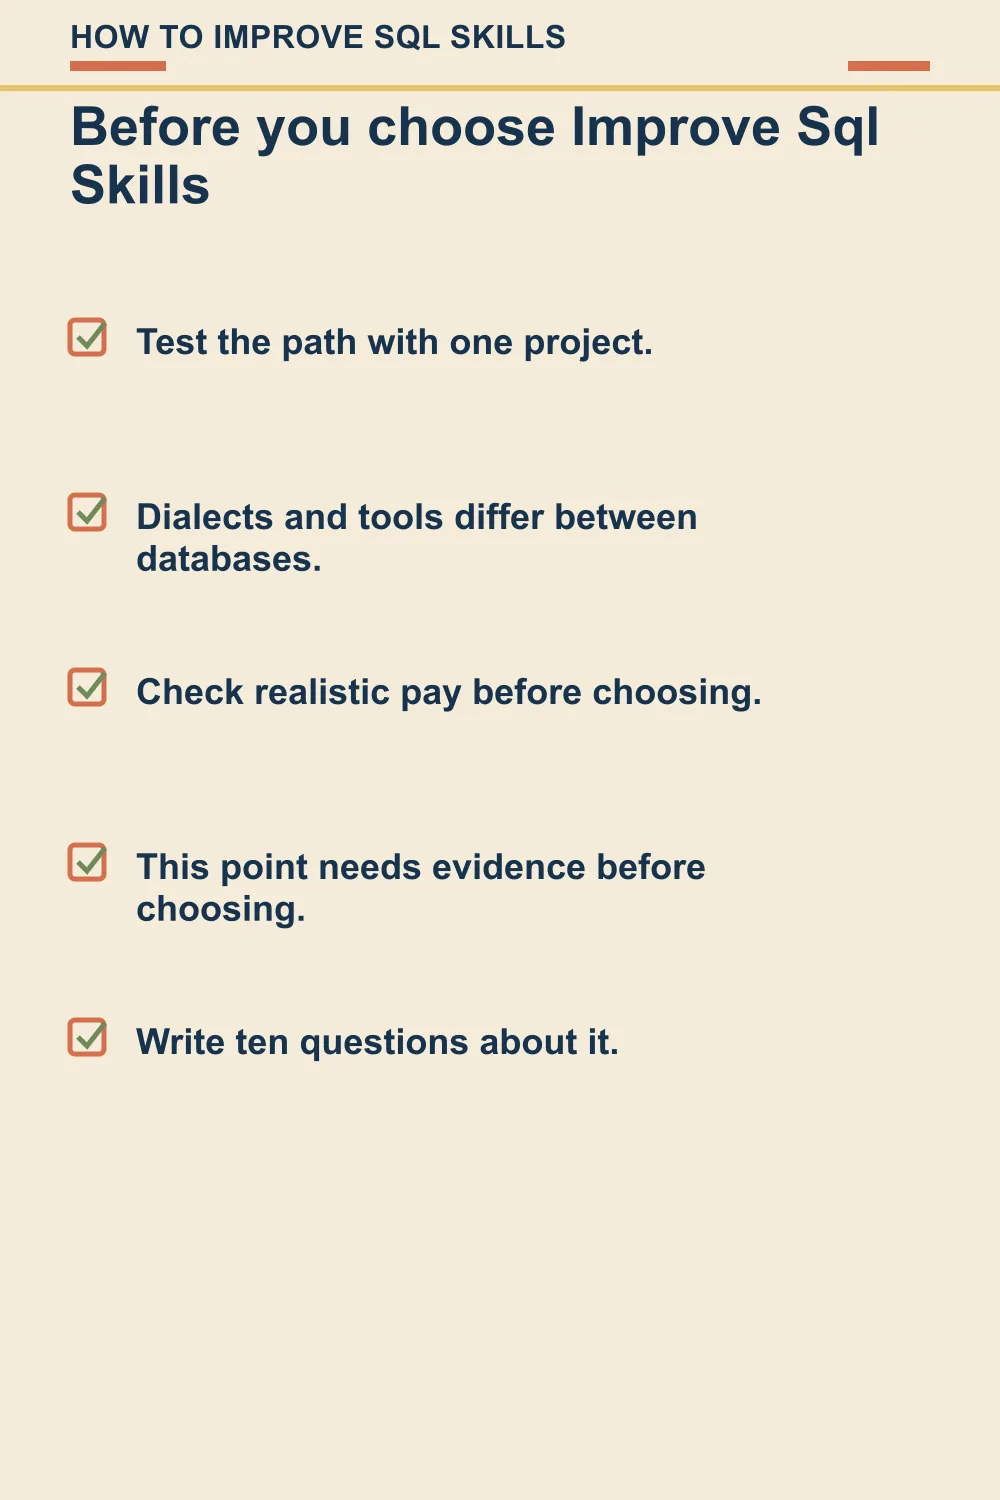 HOW TO IMPROVE SQL SKILLS
Before you choose Improve Sql
Skills
Test the path with one project.
Dialects and tools differ between
databases.
Check realistic pay before choosing.
This point needs evidence before
choosing.
Write ten questions about it.